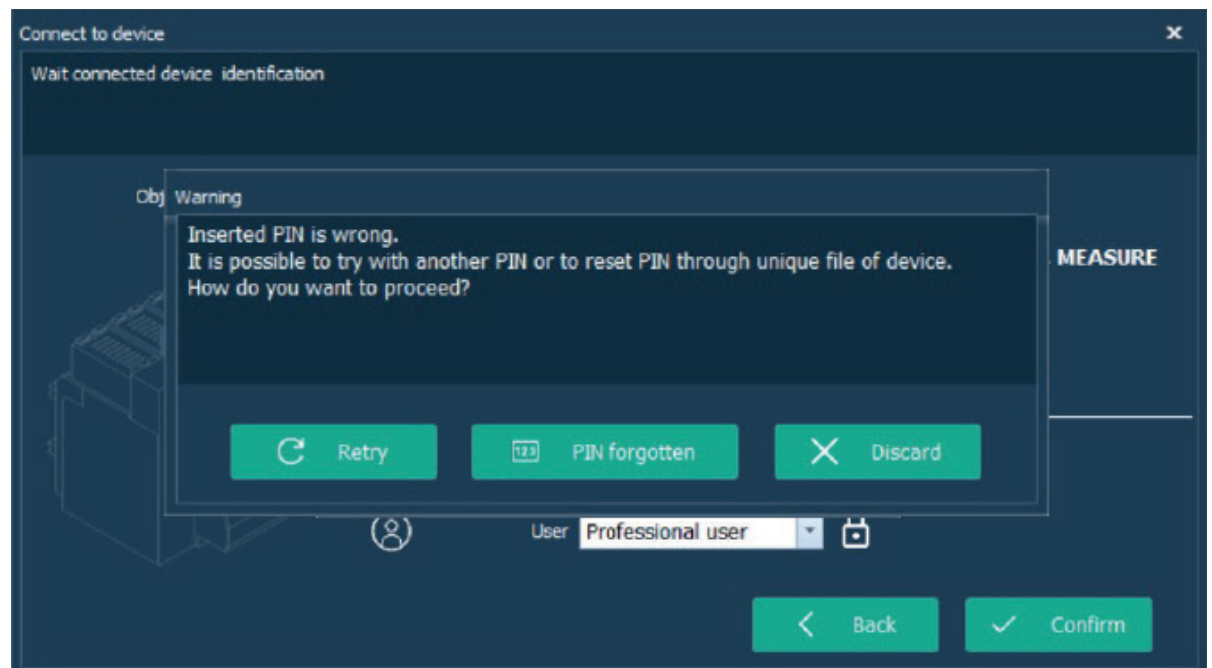 Connect to device
Wait connected device identification
Obj
Warning
Inserted PIN is wrong.
It is possible to try with another PIN or to reset PIN through unique file of device.
How do you want to proceed?
MEASURE
Retry
123
PIN forgotten
Discard
User
Professional user
Back
Confirm